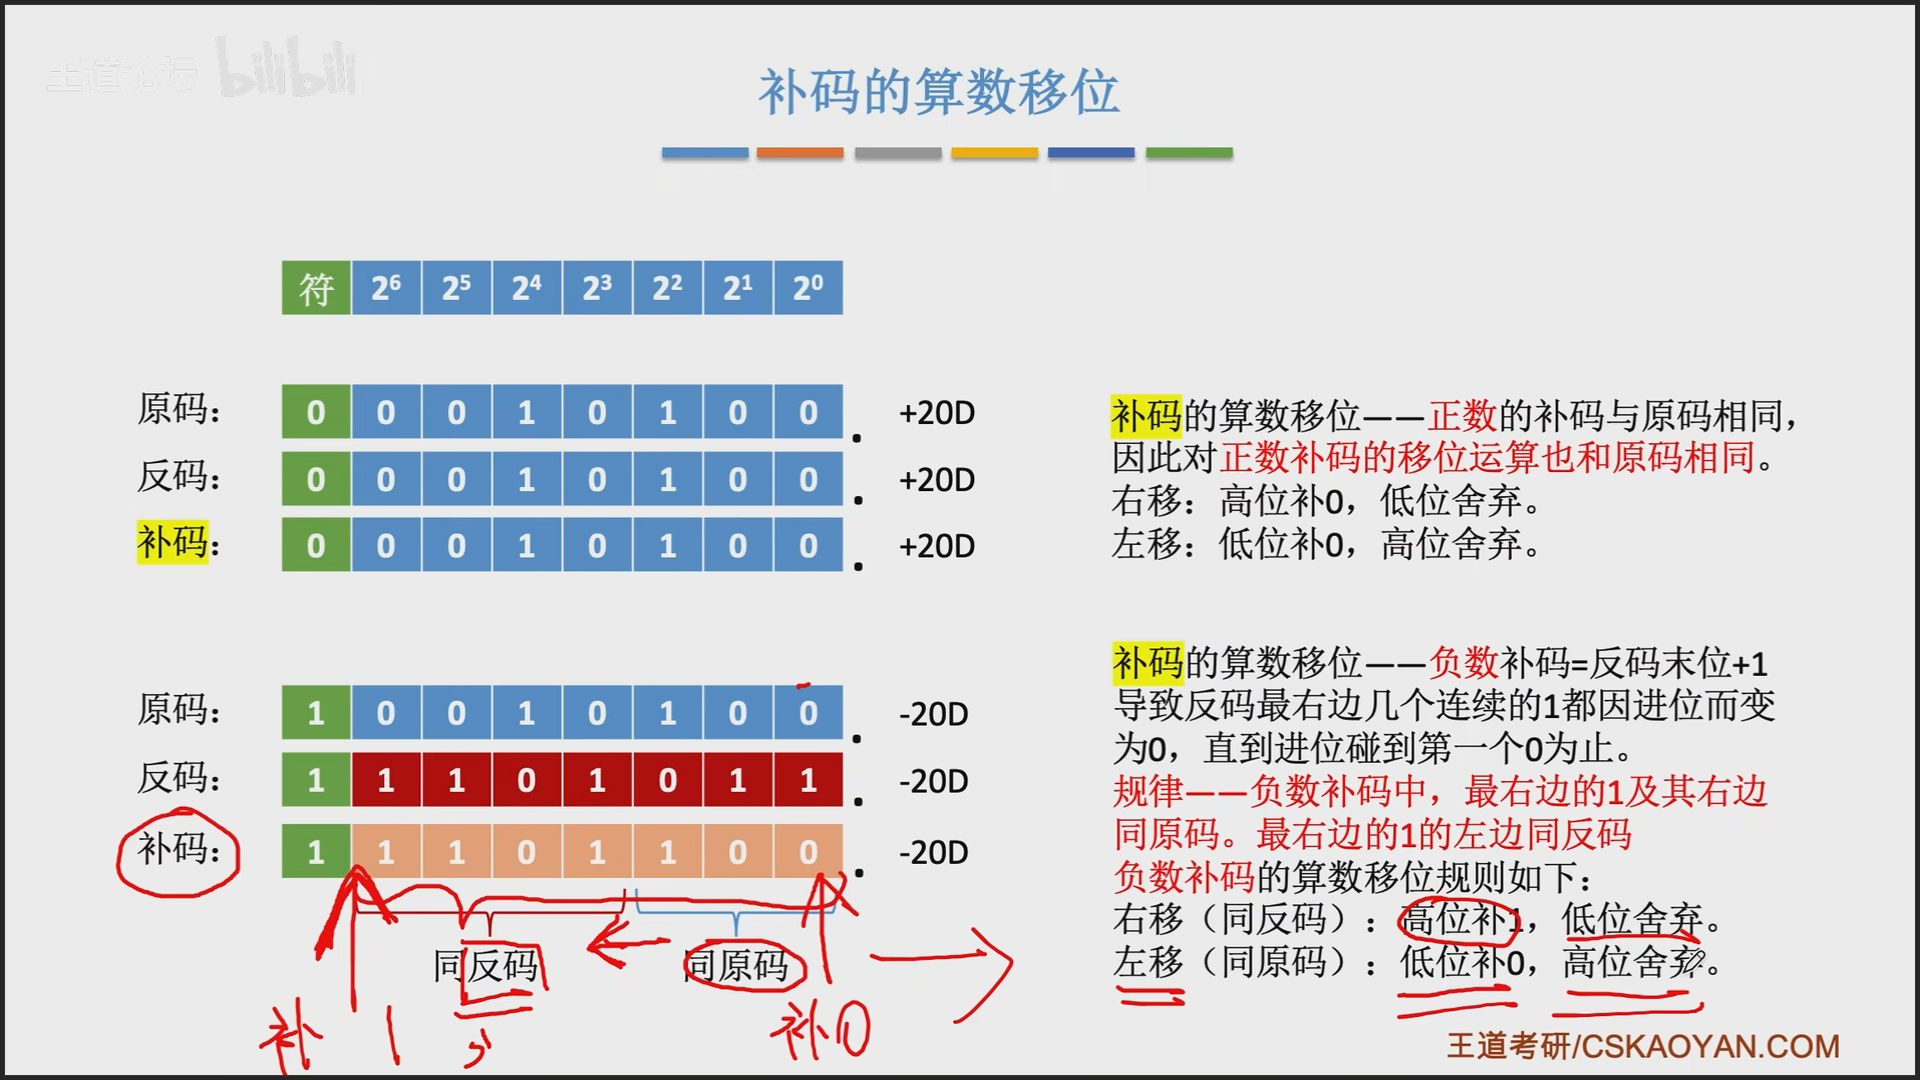 王道论坛 bilibili
补码的算数移位
符 2⁶ 2⁵ 2⁴ 2³ 2² 2¹ 2⁰
原码： 0 0 0 1 0 1 0 0 . +20D
反码： 0 0 0 1 0 1 0 0 . +20D
补码： 0 0 0 1 0 1 0 0 . +20D
补码的算数移位——正数的补码与原码相同，
因此对正数补码的移位运算也和原码相同。
右移：高位补0，低位舍弃。
左移：低位补0，高位舍弃。
原码： 1 0 0 1 0 1 0 0 . -20D
反码： 1 1 1 0 1 0 1 1 . -20D
补码： 1 1 1 0 1 1 0 0 . -20D
同反码 同原码
补 1
补0
补码的算数移位——负数补码=反码末位+1
导致反码最右边几个连续的1都因进位而变
为0，直到进位碰到第一个0为止。
规律——负数补码中，最右边的1及其右边
同原码。最右边的1的左边同反码
负数补码的算数移位规则如下：
右移（同反码）：高位补1，低位舍弃。
左移（同原码）：低位补0，高位舍弃。
王道考研/CSKAOYAN.COM